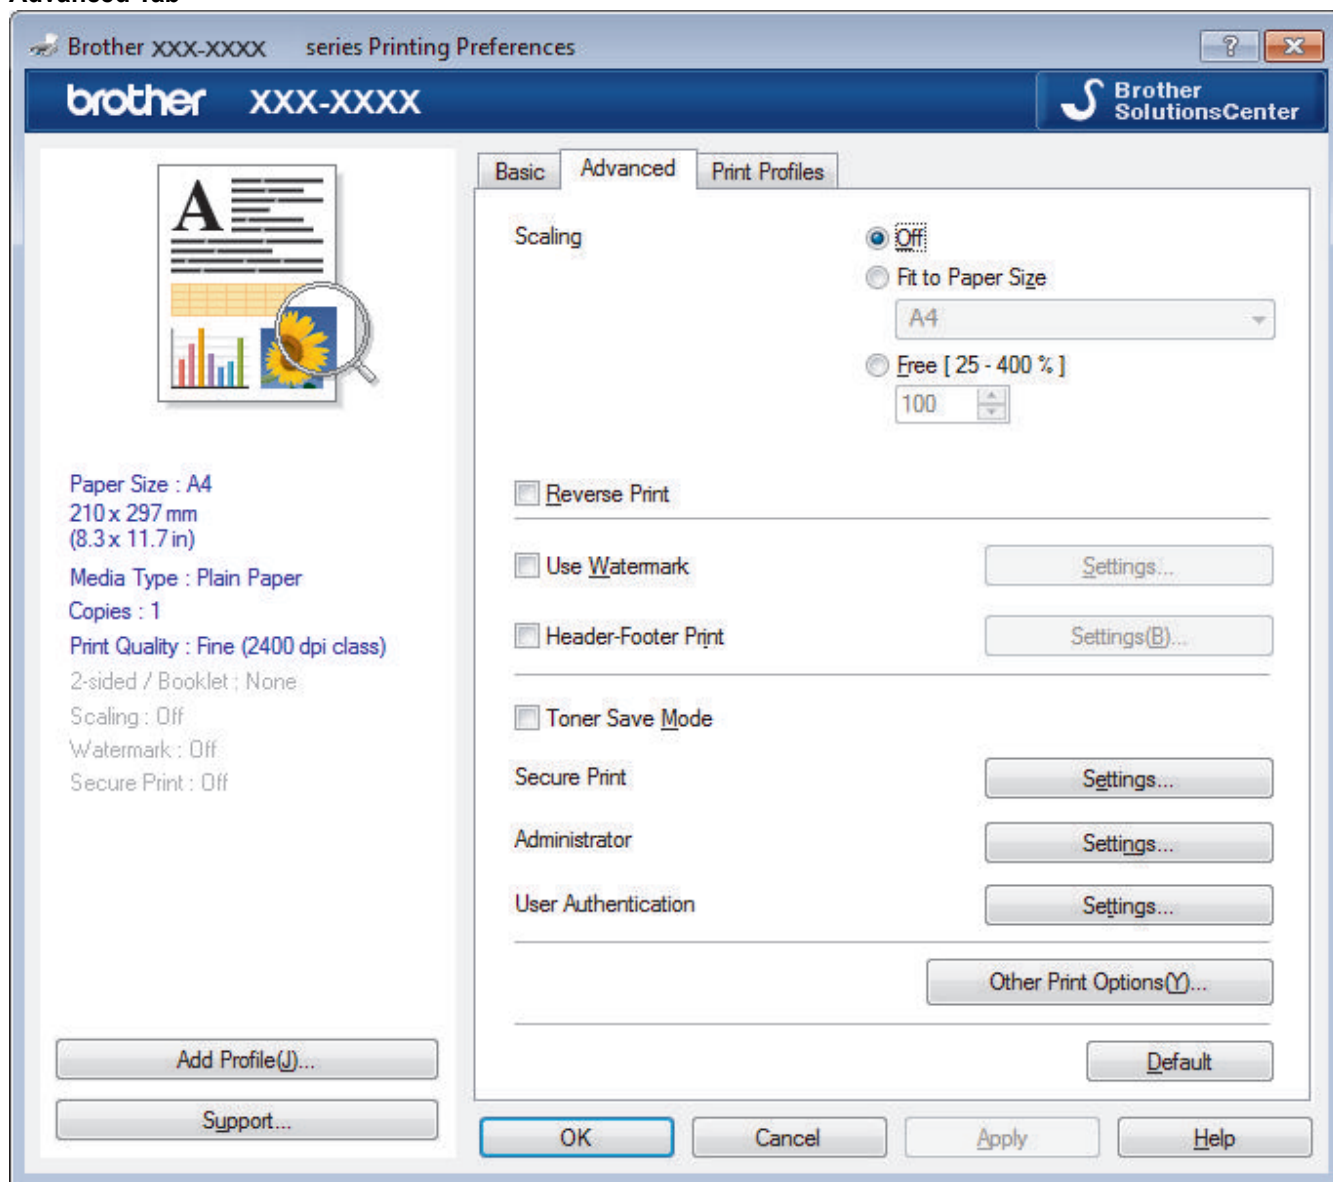 Advanced Tab
Brother XXX-XXXX series Printing Preferences
brother XXX-XXXX
Brother
SolutionsCenter
A
Paper Size : A4
210 x 297 mm
(8.3 x 11.7 in)
Media Type : Plain Paper
Copies : 1
Print Quality : Fine (2400 dpi class)
2-sided / Booklet : None
Scaling : Off
Watermark : Off
Secure Print : Off
Add Profile(J)...
Support...
Basic Advanced Print Profiles
Scaling Off
Fit to Paper Size
A4
Free [ 25 - 400 % ]
100
Reverse Print
Use Watermark Settings...
Header-Footer Print Settings(B)...
Toner Save Mode
Secure Print Settings...
Administrator Settings...
User Authentication Settings...
Other Print Options(Y)...
Default
OK Cancel Apply Help